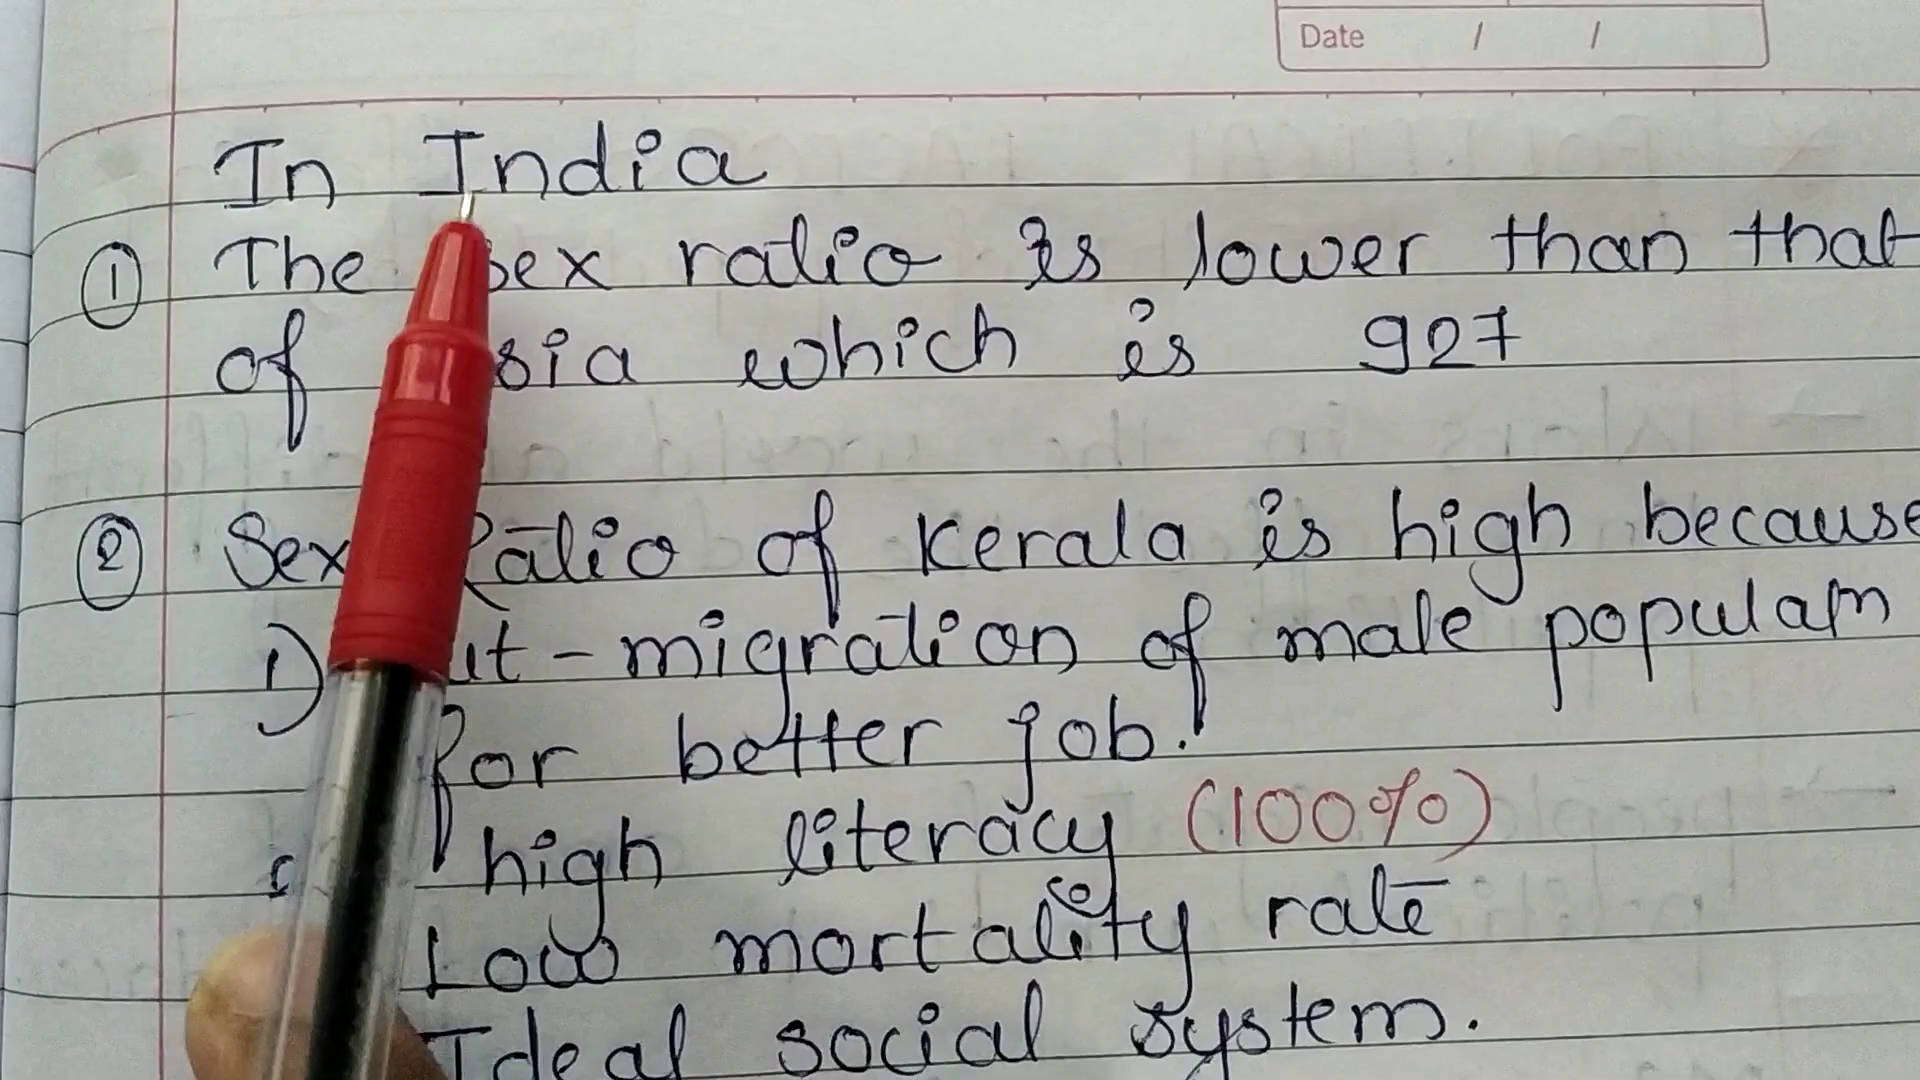 Date / /
In India
① The sex ratio is lower than that
of sia which is 927
② Sex Ratio of Kerala is high because
i) ut-migration of male populatn
for better job.
high literacy (100%)
Low mortality rate
Ideal social system.